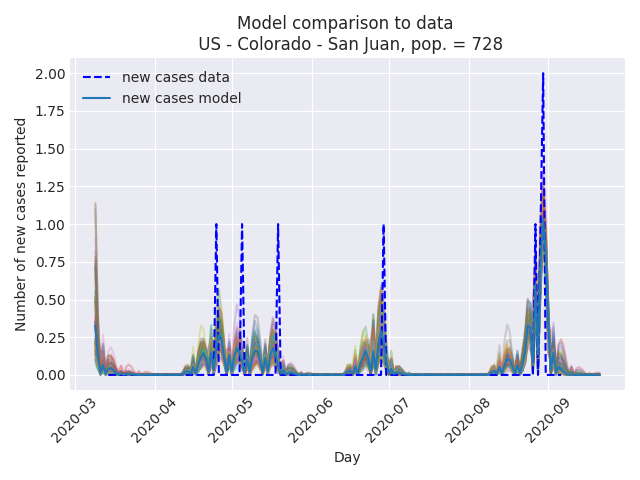 Model comparison to data
US - Colorado - San Juan, pop. = 728
new cases data
new cases model
Number of new cases reported
2.00
1.75
1.50
1.25
1.00
0.75
0.50
0.25
0.00
2020-03
2020-04
2020-05
2020-06
2020-07
2020-08
2020-09
Day